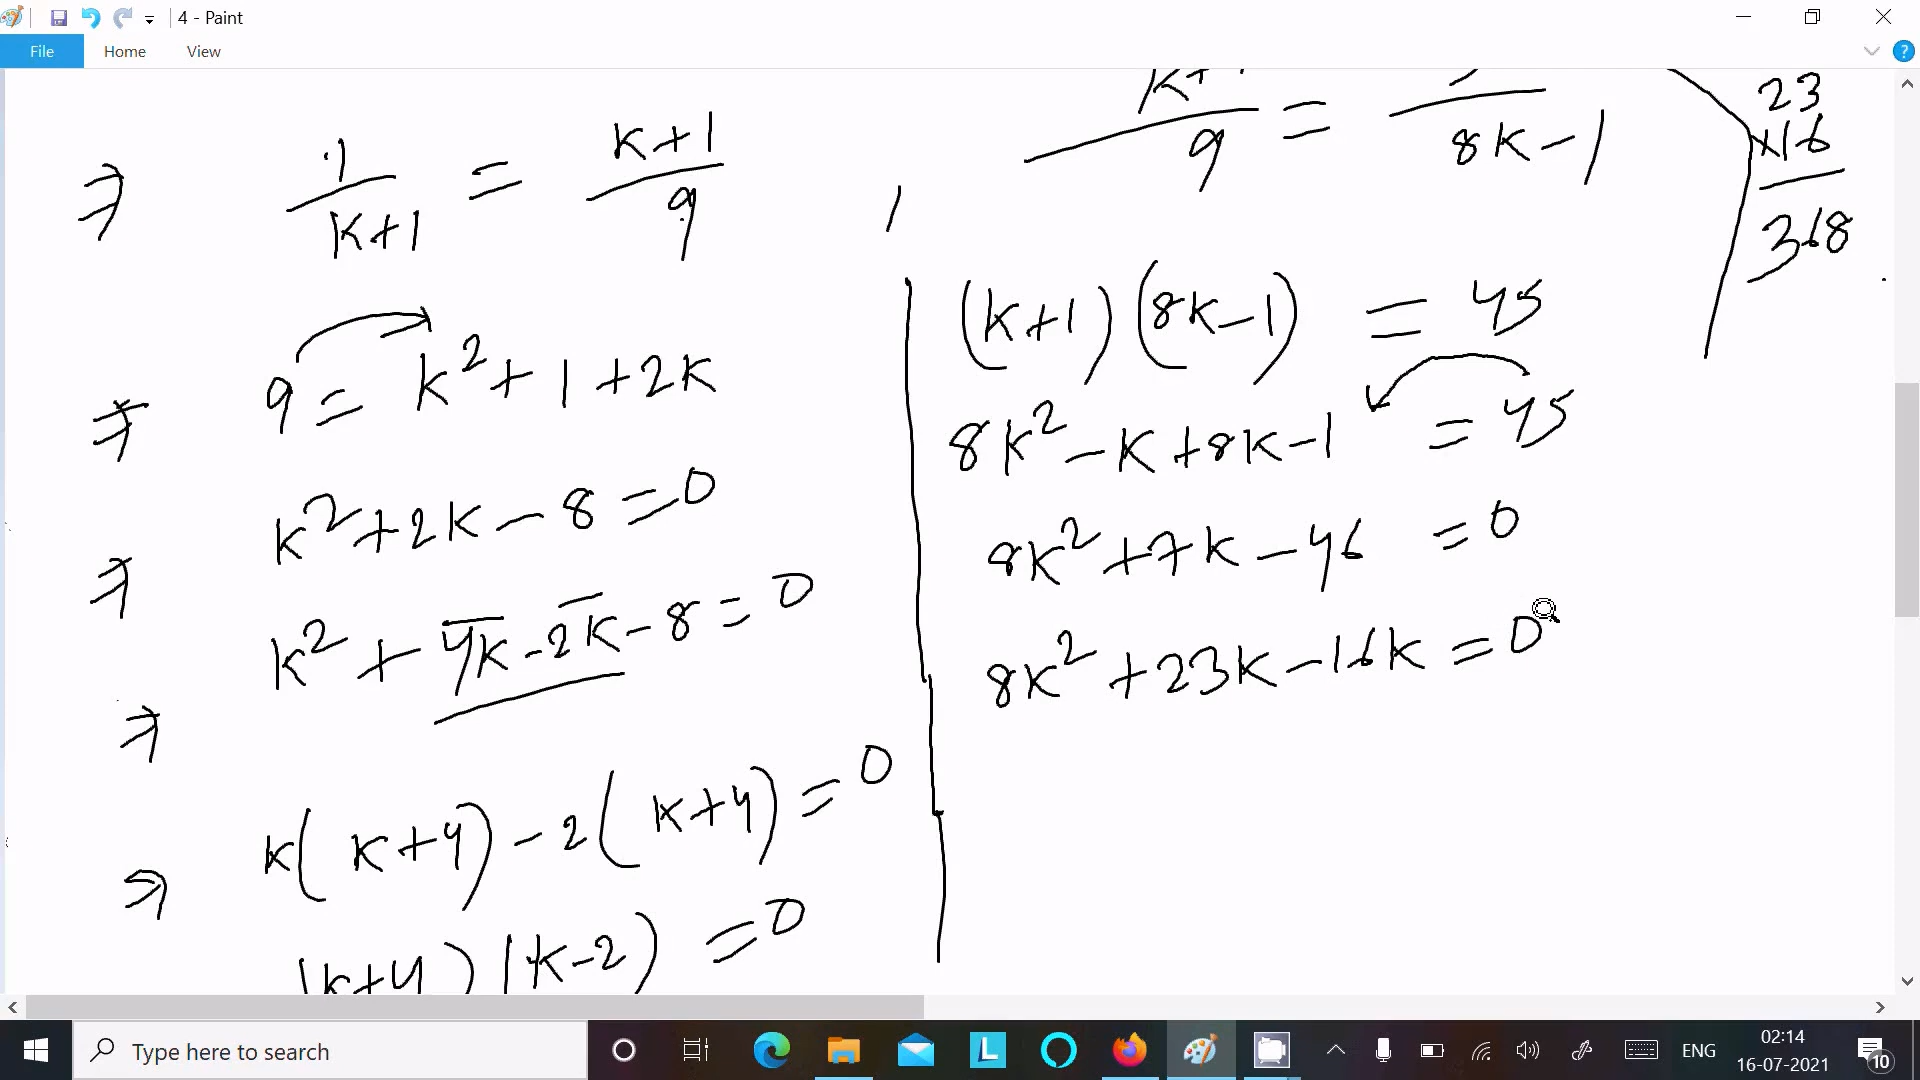 4 - Paint
File Home View
⇒ 1/(k+1) = (k+1)/9 ,
⇒ 9 = k² + 1 + 2k
k² + 2k - 8 = 0
⇒ k² + 4k - 2k - 8 = 0
⇒ k(k+4) - 2(k+4) = 0
⇒ (k+4)(k-2) = 0
9 = 8k-1
(k+1)(8k-1) = 45
8k² - k + 8k - 1 = 45
8k² + 7k - 46 = 0
8k² + 23k - 16k = 0
23
×16
368
Type here to search
ENG
02:14
16-07-2021
10